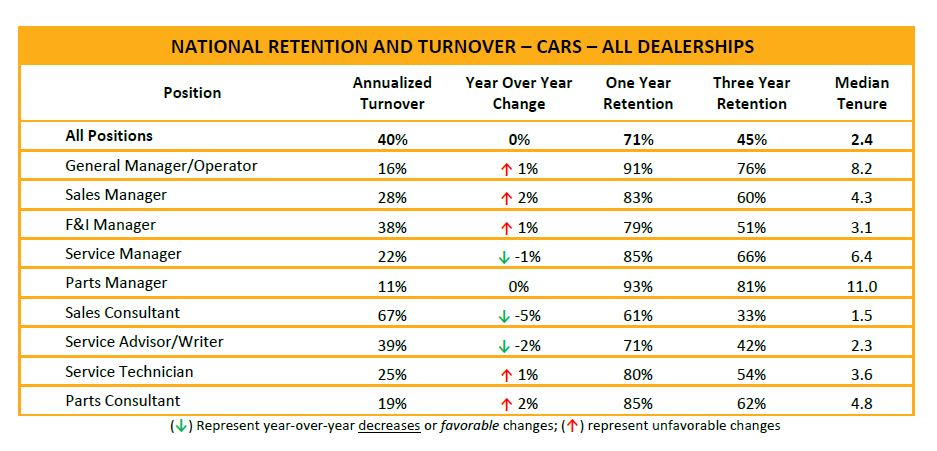 NATIONAL RETENTION AND TURNOVER – CARS – ALL DEALERSHIPS
Position Annualized Turnover Year Over Year Change One Year Retention Three Year Retention Median Tenure
All Positions 40% 0% 71% 45% 2.4
General Manager/Operator 16% ↑ 1% 91% 76% 8.2
Sales Manager 28% ↑ 2% 83% 60% 4.3
F&I Manager 38% ↑ 1% 79% 51% 3.1
Service Manager 22% ↓ -1% 85% 66% 6.4
Parts Manager 11% 0% 93% 81% 11.0
Sales Consultant 67% ↓ -5% 61% 33% 1.5
Service Advisor/Writer 39% ↓ -2% 71% 42% 2.3
Service Technician 25% ↑ 1% 80% 54% 3.6
Parts Consultant 19% ↑ 2% 85% 62% 4.8
(↓) Represent year-over-year decreases or favorable changes; (↑) represent unfavorable changes